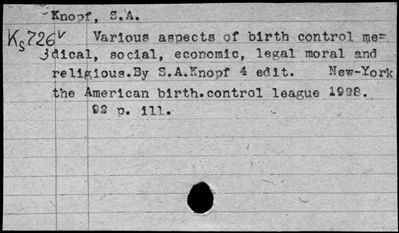 Knopf, S.A.
Ks726v
3
Various aspects of birth control me=
dical, social, economic, legal moral and
religious.By S.A.Knopf 4 edit. New-York
the American birth.control league 1928.
92 p. ill.